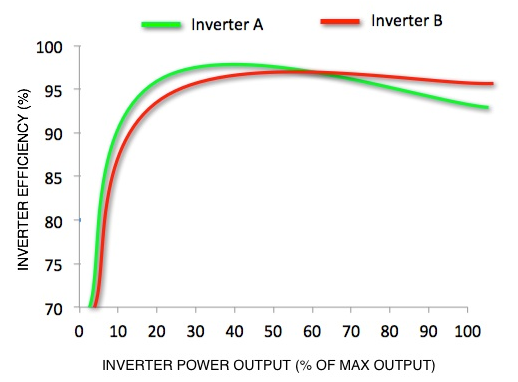 Inverter A
Inverter B
100
95
90
85
80
75
70
INVERTER EFFICIENCY (%)
0 10 20 30 40 50 60 70 80 90 100
INVERTER POWER OUTPUT (% OF MAX OUTPUT)